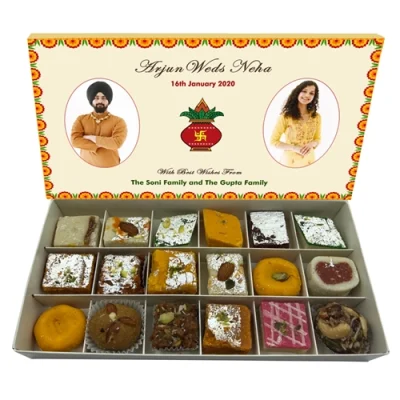 Arjun Weds Neha
16th January 2020
With Best Wishes From
The Soni Family and The Gupta Family